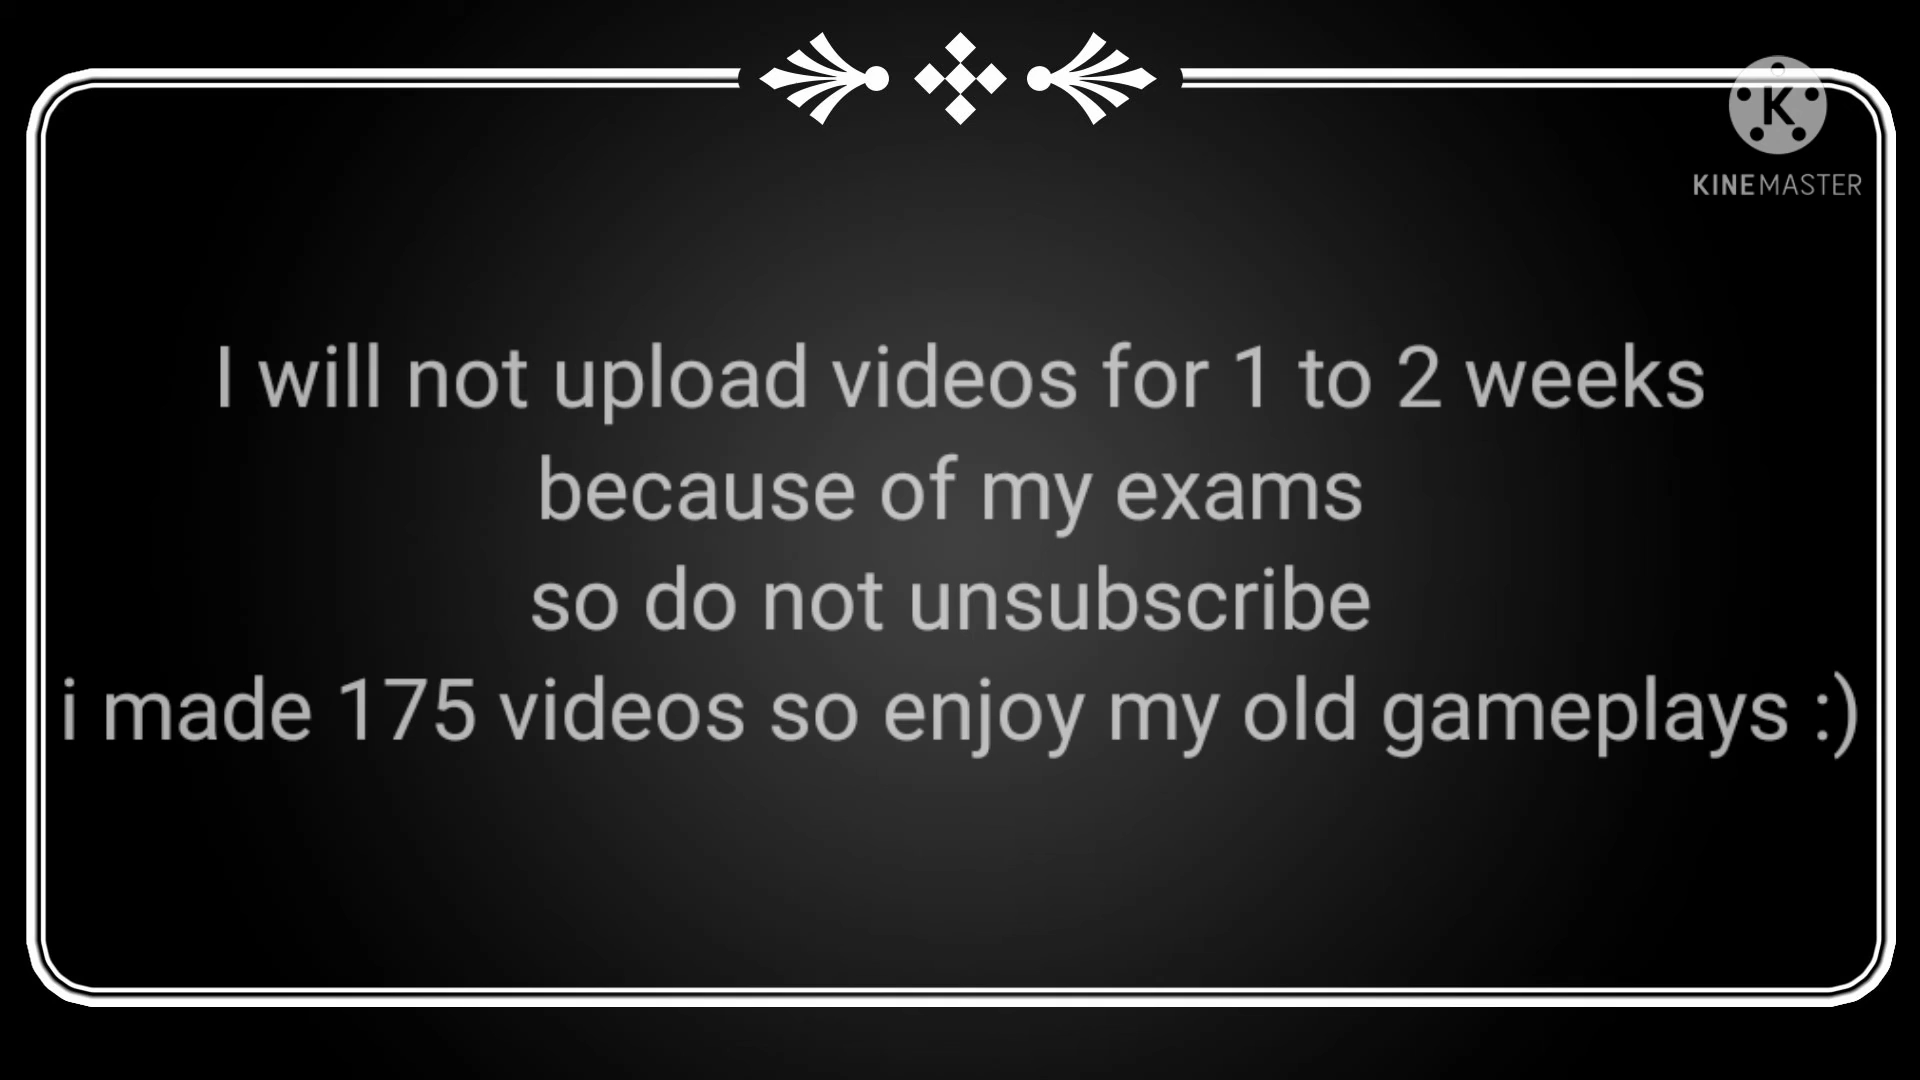 K
KINEMASTER
I will not upload videos for 1 to 2 weeks
because of my exams
so do not unsubscribe
i made 175 videos so enjoy my old gameplays :)